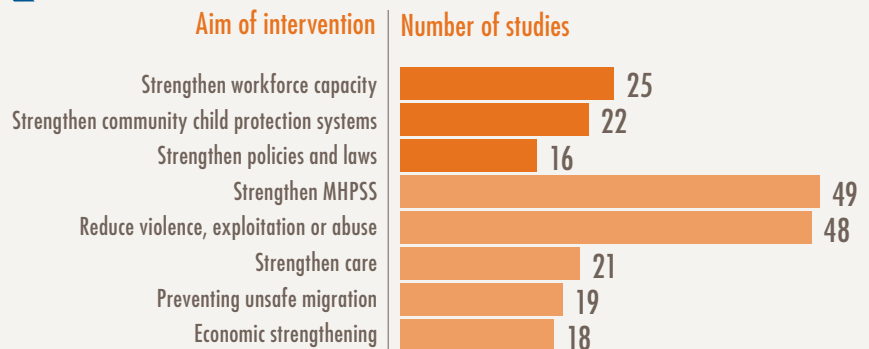 Aim of intervention Number of studies
Strengthen workforce capacity 25
Strengthen community child protection systems 22
Strengthen policies and laws 16
Strengthen MHPSS 49
Reduce violence, exploitation or abuse 48
Strengthen care 21
Preventing unsafe migration 19
Economic strengthening 18